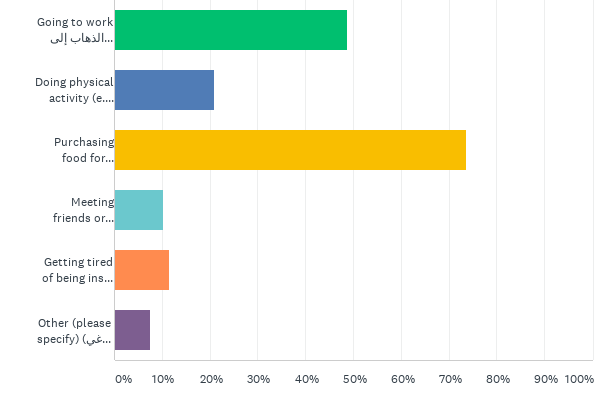 Going to work
الذهاب إلى...
Doing physical
activity (e....
Purchasing
food for...
Meeting
friends or...
Getting tired
of being ins...
Other (please
specify) (غي...
0% 10% 20% 30% 40% 50% 60% 70% 80% 90% 100%